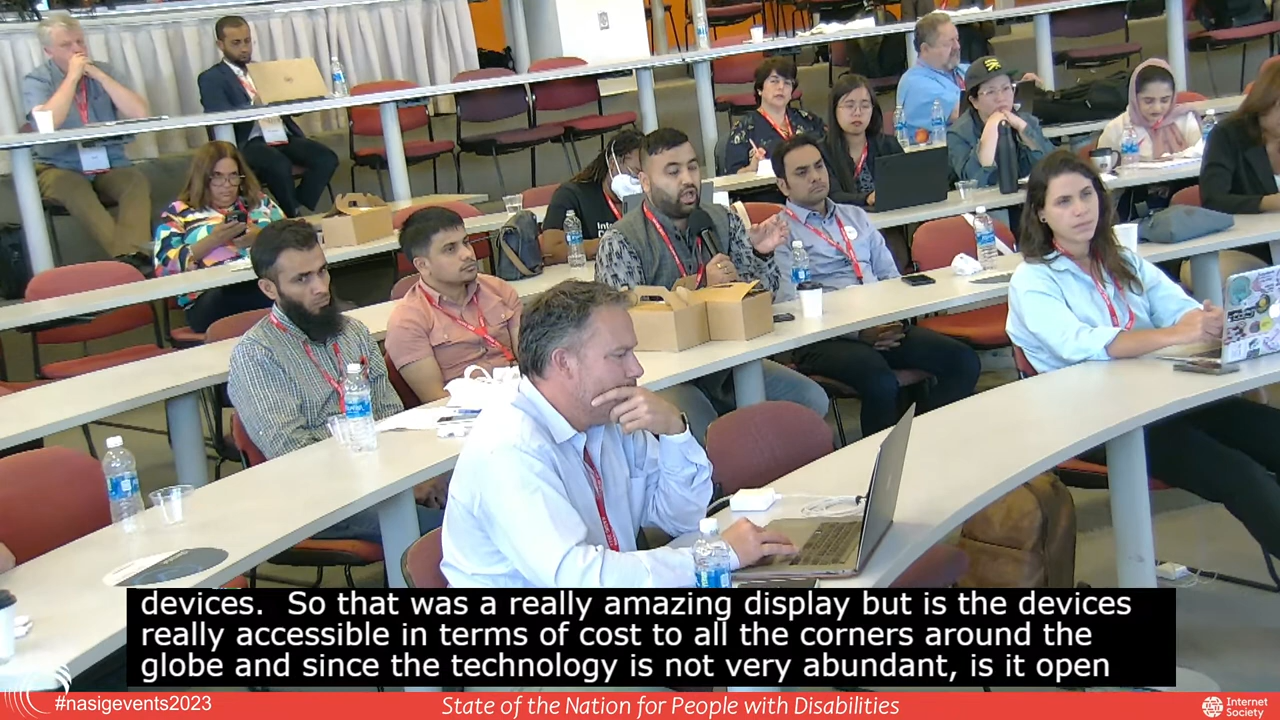 devices.  So that was a really amazing display but is the devices
really accessible in terms of cost to all the corners around the
globe and since the technology is not very abundant, is it open
#nasigevents2023
State of the Nation for People with Disabilities
Internet
Society